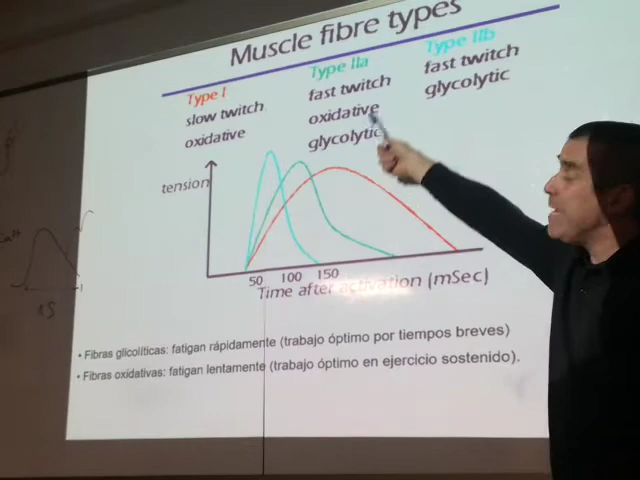 Muscle fibre types
Type I
slow twitch
oxidative
Type IIa
fast twitch
oxidative
glycolytic
Type IIb
fast twitch
glycolytic
tension
50 100 150
Time after activation (mSec)
• Fibras glicolíticas: fatigan rápidamente (trabajo óptimo por tiempos breves)
• Fibras oxidativas: fatigan lentamente (trabajo óptimo en ejercicio sostenido).